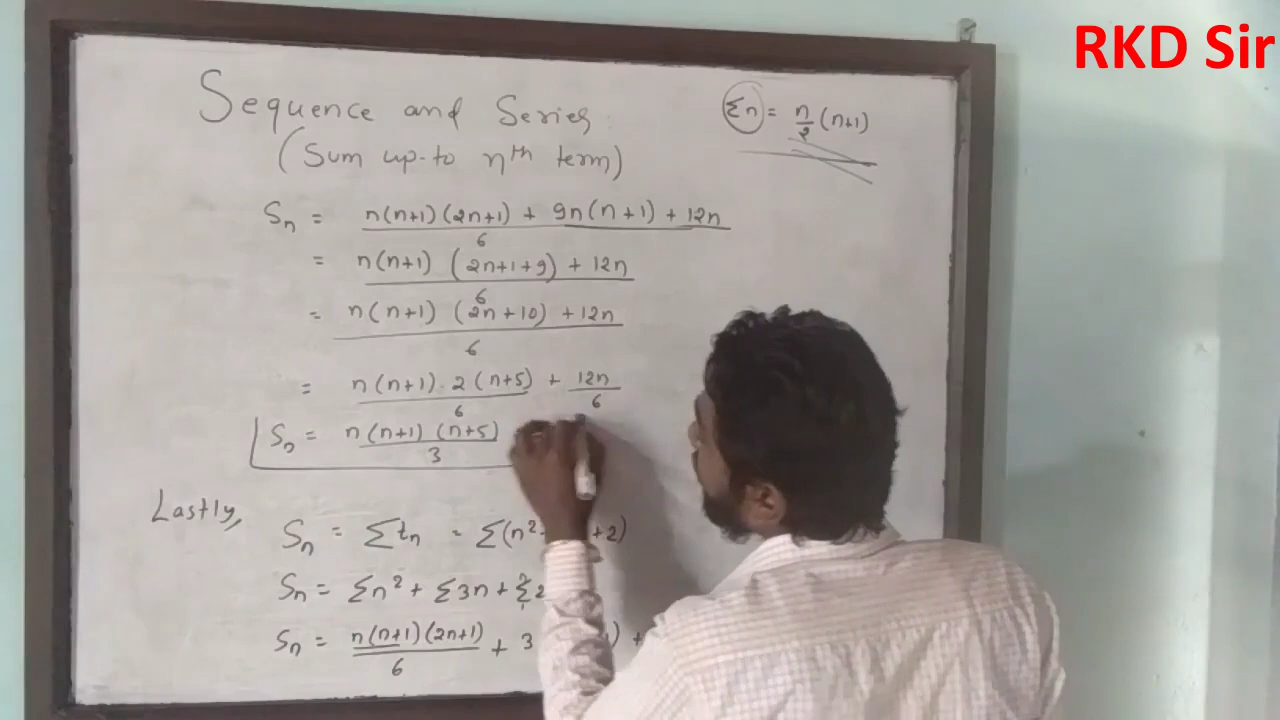 RKD Sir
Sequence and Series
(Sum up-to nth term)
Σn = n/2 (n+1)
Sn = n(n+1)(2n+1) + 9n(n+1) + 12n
6
= n(n+1) (2n+1+9) + 12n
6
= n(n+1) (2n+10) + 12n
6
= n(n+1) . 2 (n+5) + 12n
6 6
Sn = n(n+1) (n+5)
3
Lastly,
Sn = Σtn = Σ(n² +2)
Sn = Σn² + Σ3n + Σ2
Sn = n(n+1)(2n+1) + 3 ) +
6